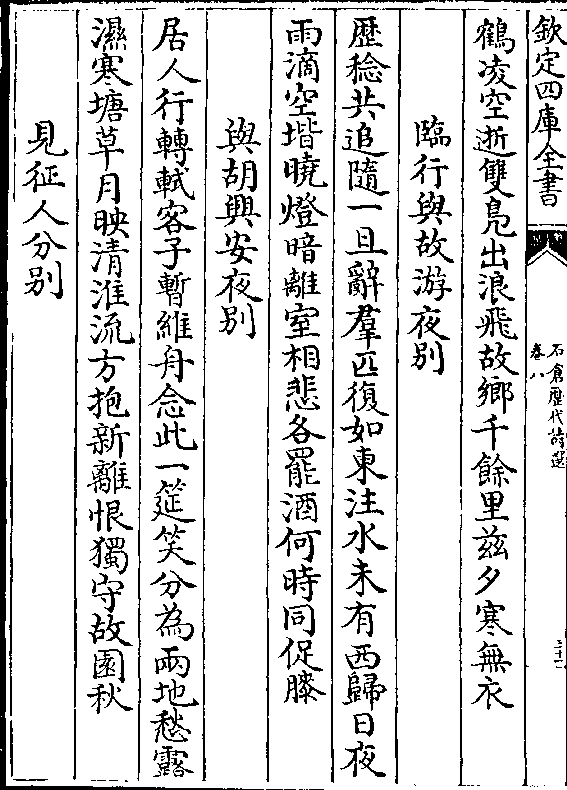 欽定四庫全書
石倉歷代詩選
卷八
鶴凌空逝雙鳬出浪飛故鄉千餘里茲夕寒無衣
臨行與故游夜别
歴稔共追隨一旦辭羣匹復如東注水未有西歸日夜
雨滴空堦曉燈暗離室相悲各罷酒何時同促膝
與胡興安夜别
居人行轉軾客子暫維舟念此一筵笑分為兩地愁露
濕寒塘草月映清淮流方抱新離恨獨守故園秋
見征人分别